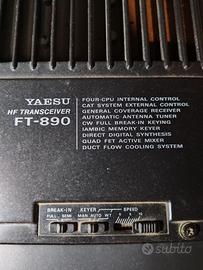 YAESU
HF TRANSCEIVER
FT-890
FOUR-CPU INTERNAL CONTROL
CAT SYSTEM EXTERNAL CONTROL
GENERAL COVERAGE RECEIVER
AUTOMATIC ANTENNA TUNER
CW FULL BREAK-IN KEYING
IAMBIC MEMORY KEYER
DIRECT DIGITAL SYNTHESIS
QUAD FET ACTIVE MIXER
DUCT FLOW COOLING SYSTEM
BREAK-IN KEYER SPEED
FULL SEMI MAN AUTO WT
subito